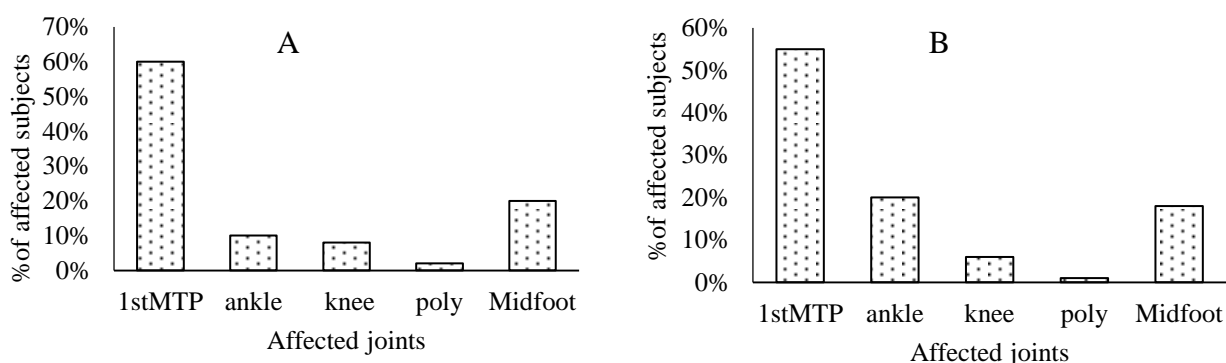 A
% of affected subjects
70%
60%
50%
40%
30%
20%
10%
0%
1stMTP ankle knee poly Midfoot
Affected joints
B
% of affected subjects
60%
50%
40%
30%
20%
10%
0%
1stMTP ankle knee poly Midfoot
Affected joints